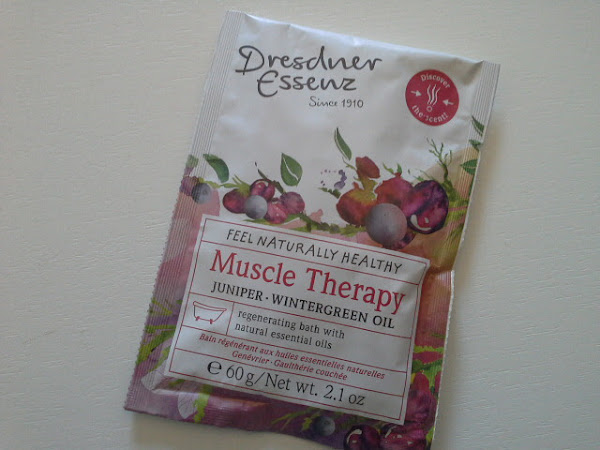 Dresdner
Essenz
Since 1910
Discover
the scent!
FEEL NATURALLY HEALTHY
Muscle Therapy
JUNIPER · WINTERGREEN OIL
regenerating bath with
natural essential oils
Bain régénérant aux huiles essentielles naturelles
Genévrier · Gaulthérie couchée
℮ 60 g / Net wt. 2.1 oz